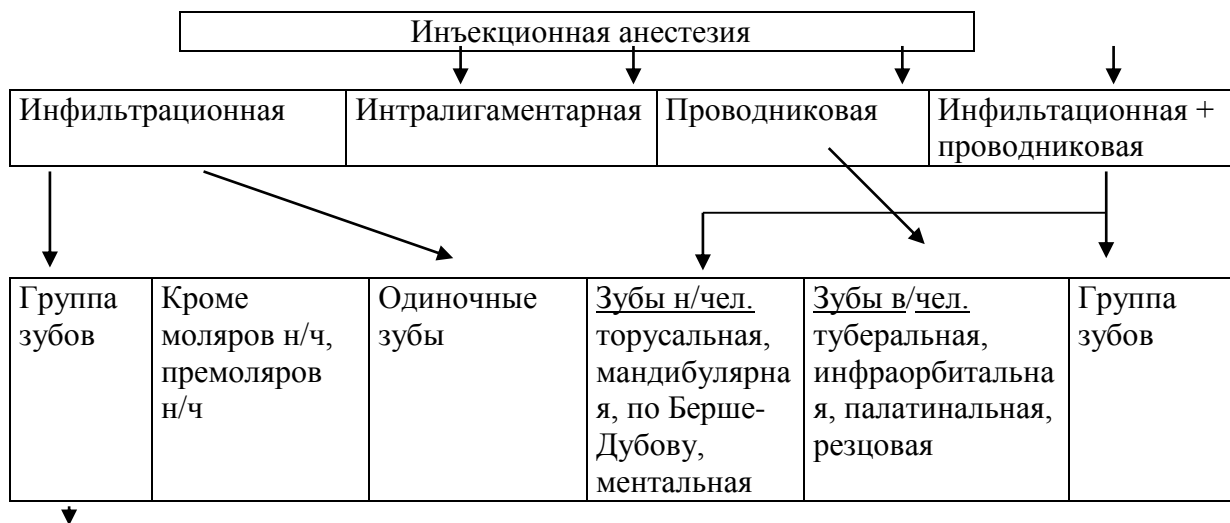 Инъекционная анестезия
Инфильтрационная
Интралигаментарная
Проводниковая
Инфильтационная +
проводниковая
Группа
зубов
Кроме
моляров н/ч,
премоляров
н/ч
Одиночные
зубы
Зубы н/чел.
торусальная,
мандибулярна
я, по Берше-
Дубову,
ментальная
Зубы в/чел.
туберальная,
инфраорбитальна
я, палатинальная,
резцовая
Группа
зубов